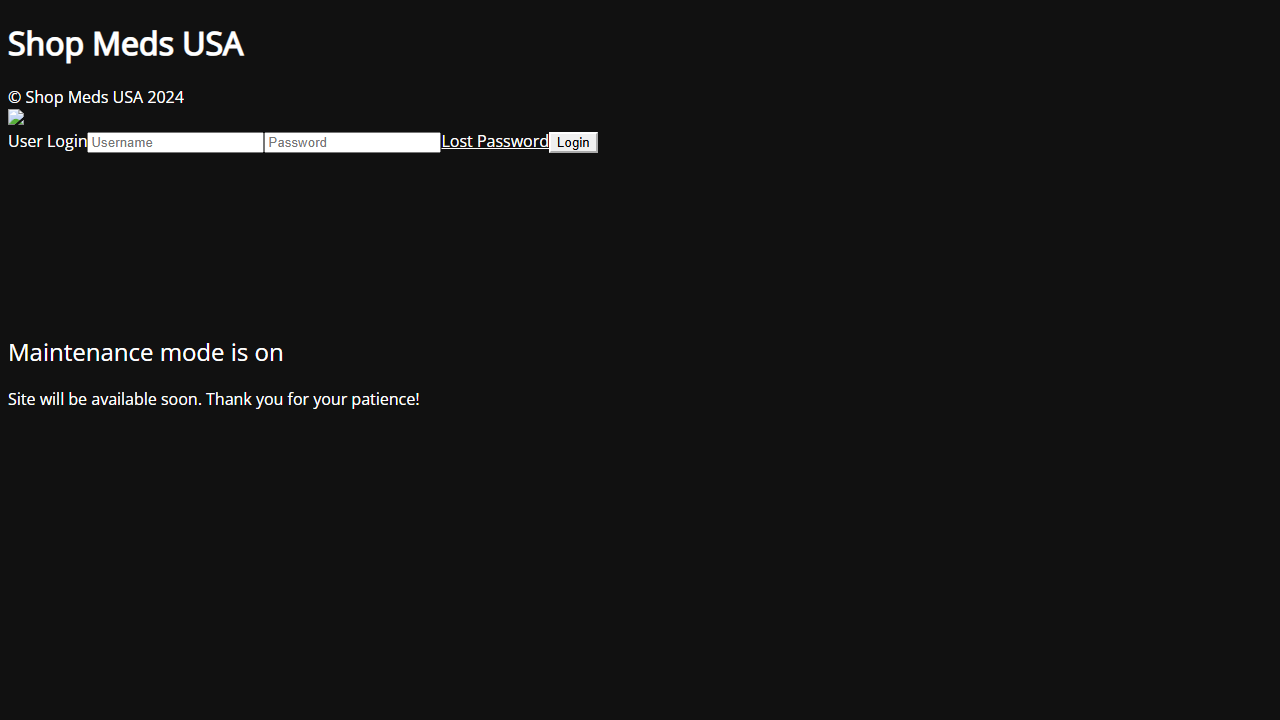 Shop Meds USA
© Shop Meds USA 2024
User Login Username Password Lost Password Login
Maintenance mode is on
Site will be available soon. Thank you for your patience!